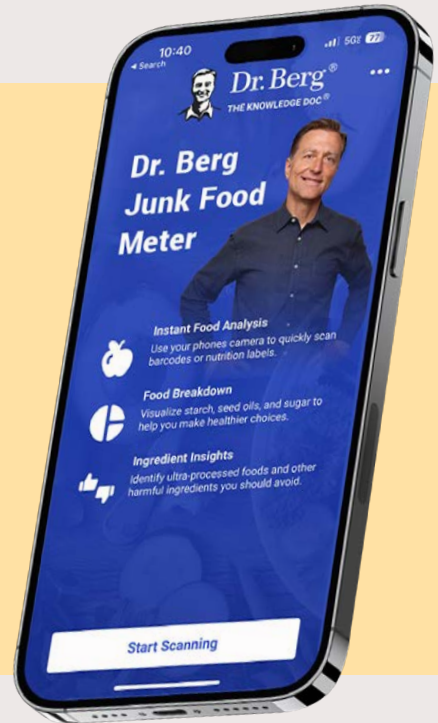 10:40
◀ Search
5G 77
Dr. Berg®
THE KNOWLEDGE DOC®
Dr. Berg
Junk Food
Meter
Instant Food Analysis
Use your phones camera to quickly scan
barcodes or nutrition labels.
Food Breakdown
Visualize starch, seed oils, and sugar to
help you make healthier choices.
Ingredient Insights
Identify ultra-processed foods and other
harmful ingredients you should avoid.
Start Scanning